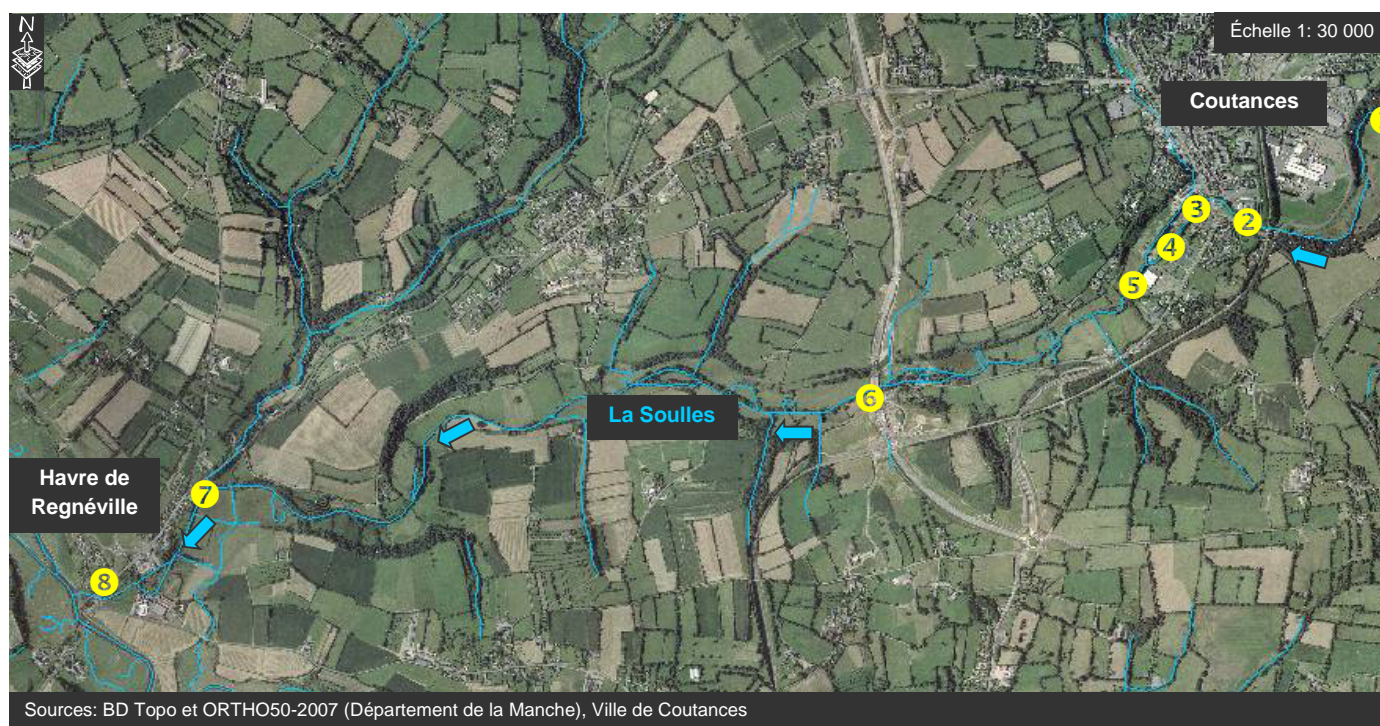 N
Échelle 1: 30 000
Coutances
3
2
4
5
6
La Soulles
Havre de
Regnéville
7
8
Sources: BD Topo et ORTHO50-2007 (Département de la Manche), Ville de Coutances